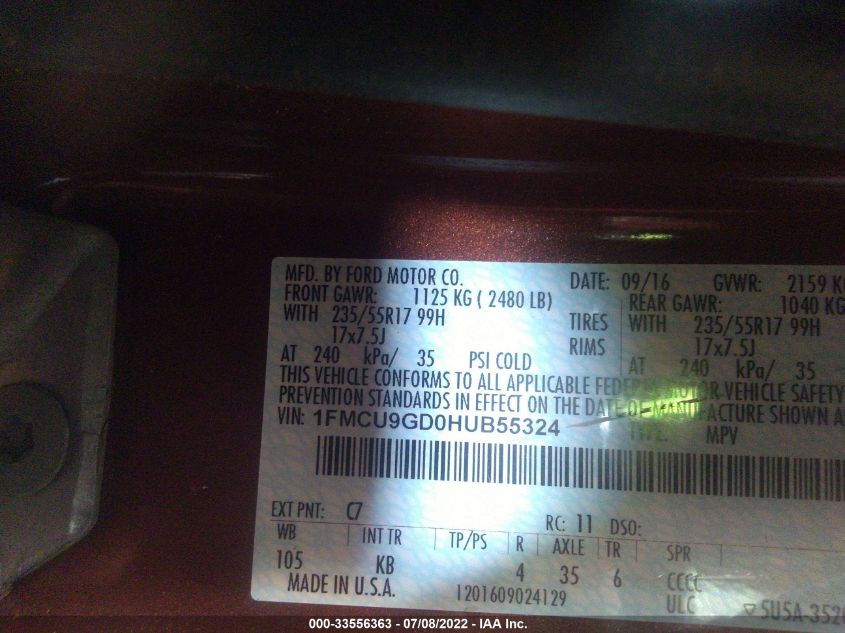 MFD. BY FORD MOTOR CO. DATE: 09/16 GVWR: 2159 K
FRONT GAWR: 1125 KG ( 2480 LB) REAR GAWR: 1040 KG
WITH 235/55R17 99H TIRES WITH 235/55R17 99H
17x7.5J RIMS 17x7.5J
AT 240 kPa/ 35 PSI COLD AT 240 kPa/ 35
THIS VEHICLE CONFORMS TO ALL APPLICABLE FEDERAL MOTOR VEHICLE SAFETY
PREVENTION STANDARDS IN EFFECT ON THE DATE OF MANUFACTURE SHOWN A
VIN: 1FMCU9GD0HUB55324 TYPE: MPV
EXT PNT: C7 RC: 11 DSO:
WB INT TR TP/PS R AXLE TR SPR
105 KB 4 35 6 CCCC
MADE IN U.S.A. 1201609024129 ULC ▽5U5A-3520
000-33556363 - 07/08/2022 - IAA Inc.